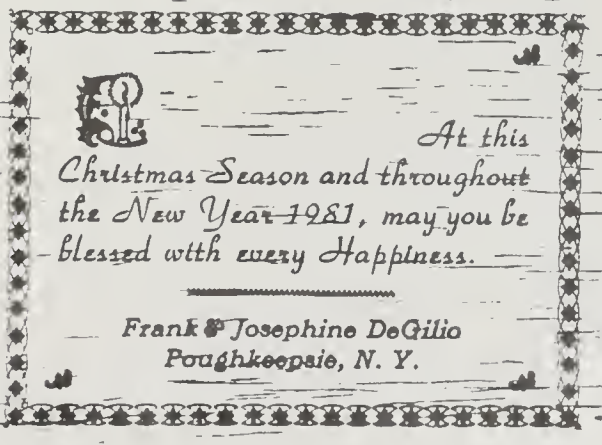 At this
Christmas Season and throughout
the New Year 1981, may you be
blessed with every Happiness.
Frank & Josephine DeGilio
Poughkeepsie, N. Y.